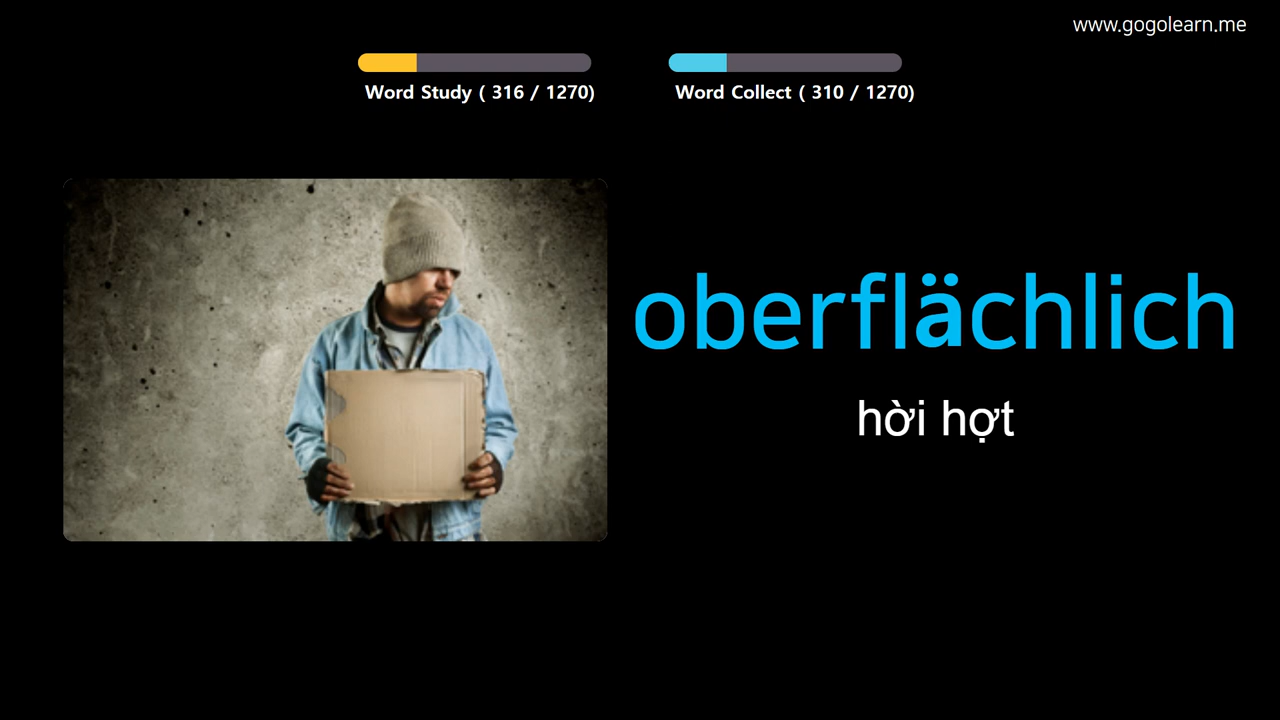 www.gogolearn.me
Word Study ( 316 / 1270)
Word Collect ( 310 / 1270)
oberflächlich
hời hợt